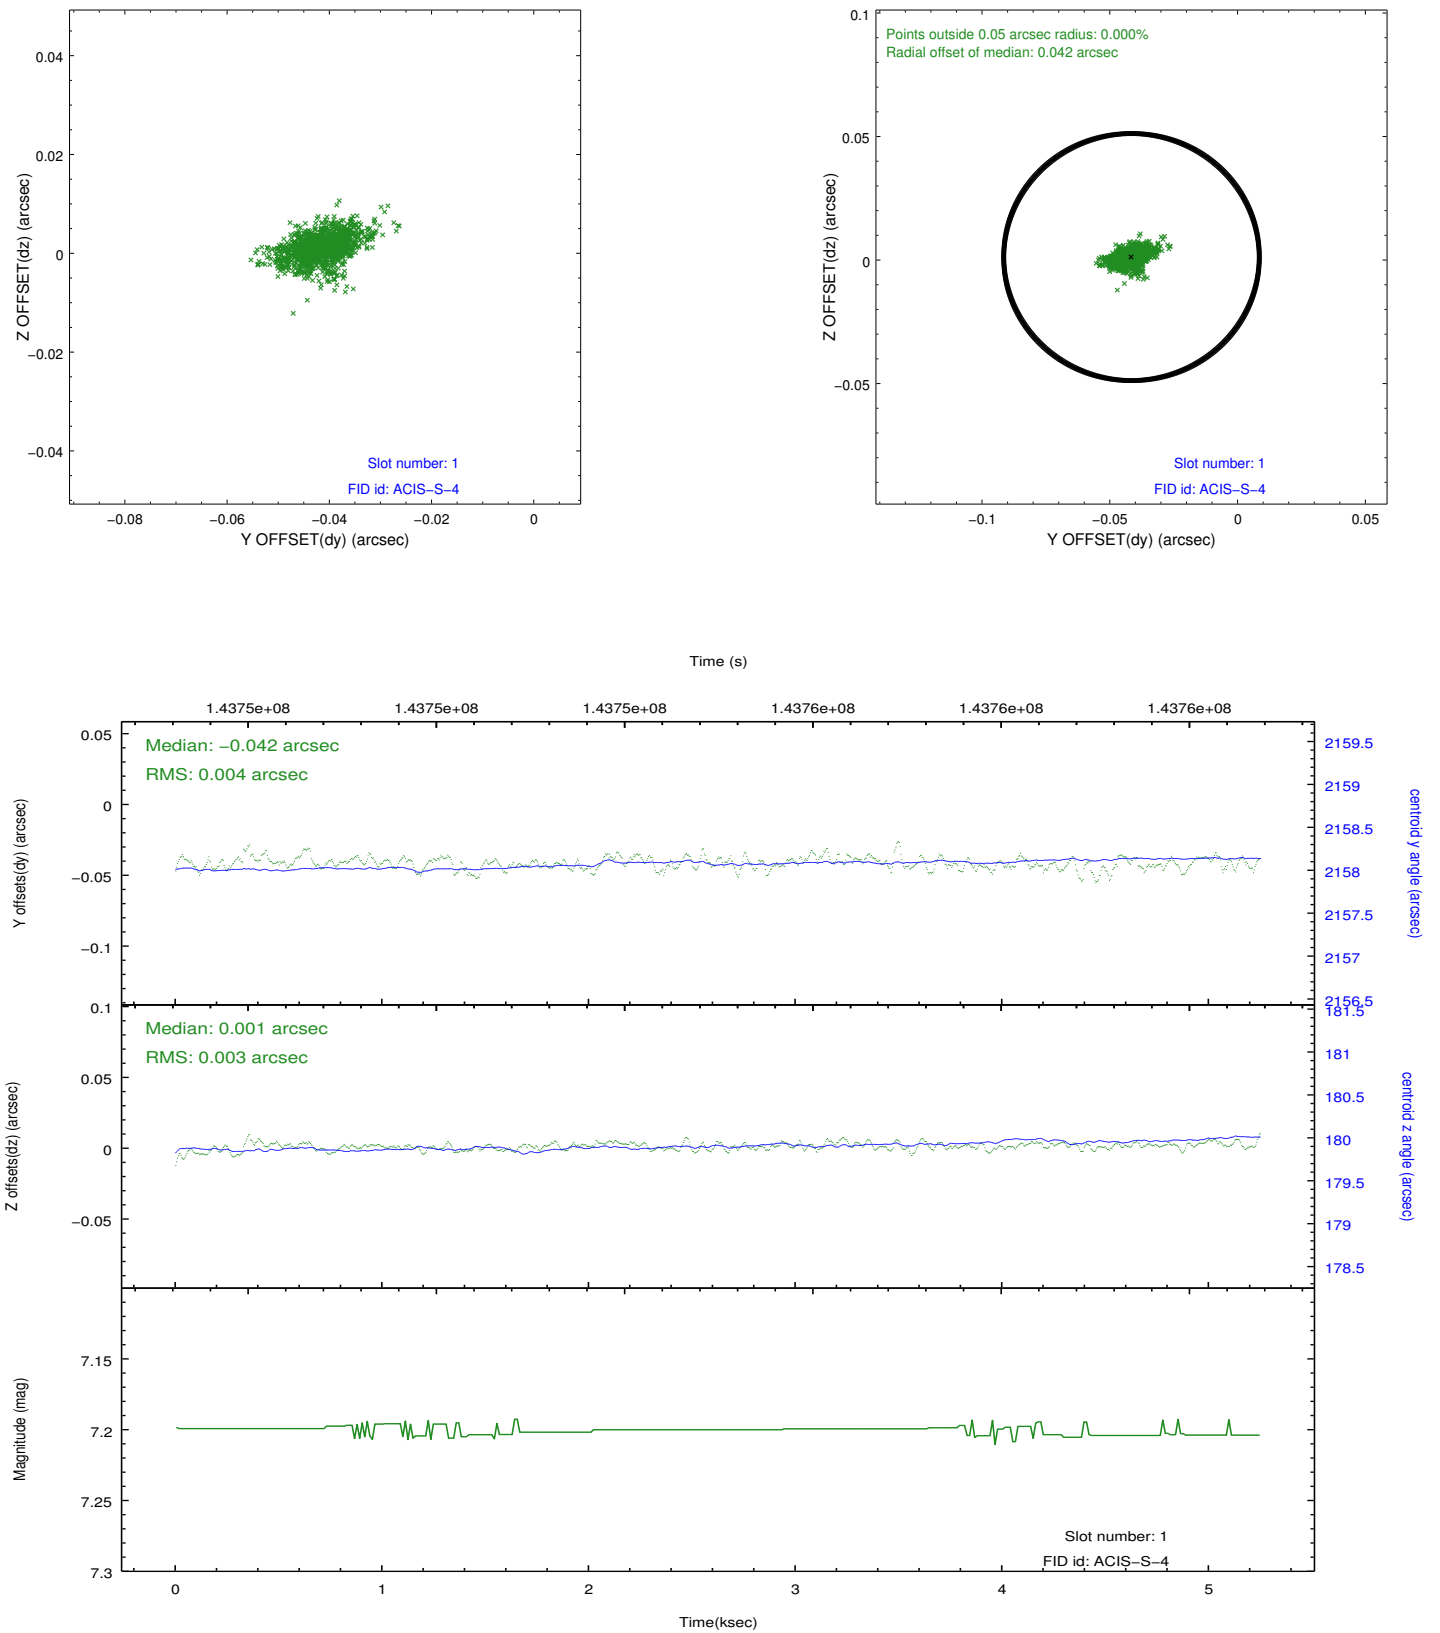 0.04
0.02
0
−0.02
−0.04
Z OFFSET(dz) (arcsec)
Slot number: 1
FID id: ACIS−S−4
−0.08
−0.06
−0.04
−0.02
0
Y OFFSET(dy) (arcsec)
0.1
0.05
0
−0.05
Z OFFSET(dz) (arcsec)
Points outside 0.05 arcsec radius: 0.000%
Radial offset of median: 0.042 arcsec
Slot number: 1
FID id: ACIS−S−4
−0.1
−0.05
0
0.05
Y OFFSET(dy) (arcsec)
Time (s)
1.4375e+08
1.4375e+08
1.4375e+08
1.4376e+08
1.4376e+08
1.4376e+08
0.05
0
−0.05
−0.1
Y offsets(dy) (arcsec)
Median: −0.042 arcsec
RMS: 0.004 arcsec
2159.5
2159
2158.5
2158
2157.5
2157
2156.5
centroid y angle (arcsec)
0.1
0.05
0
−0.05
Z offsets(dz) (arcsec)
Median: 0.001 arcsec
RMS: 0.003 arcsec
181.5
181
180.5
180
179.5
179
178.5
centroid z angle (arcsec)
7.15
7.2
7.25
7.3
Magnitude (mag)
Slot number: 1
FID id: ACIS−S−4
0
1
2
3
4
5
Time(ksec)